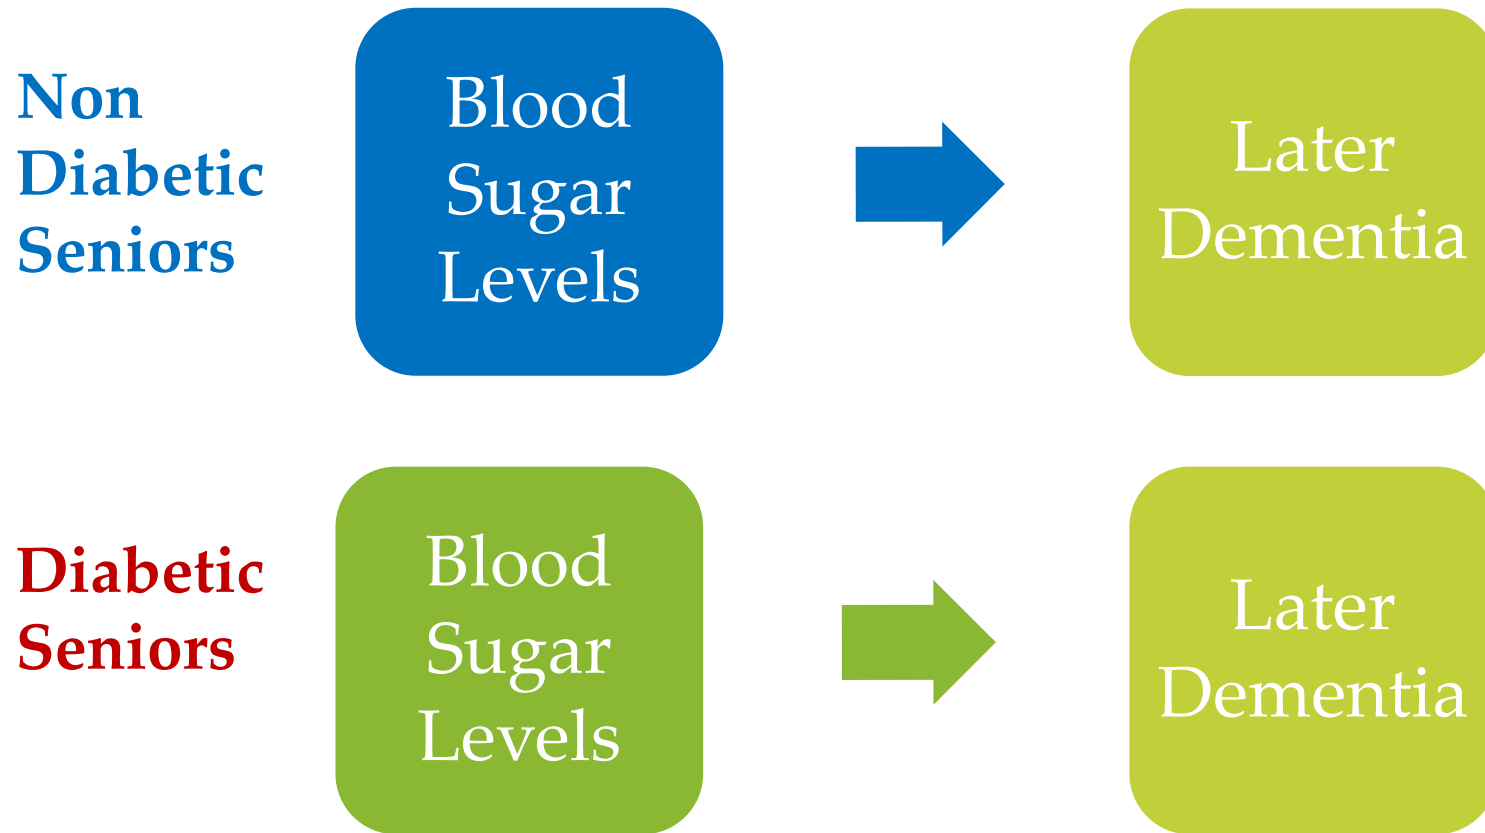 Non
Diabetic
Seniors
Blood
Sugar
Levels
Later
Dementia
Diabetic
Seniors
Blood
Sugar
Levels
Later
Dementia